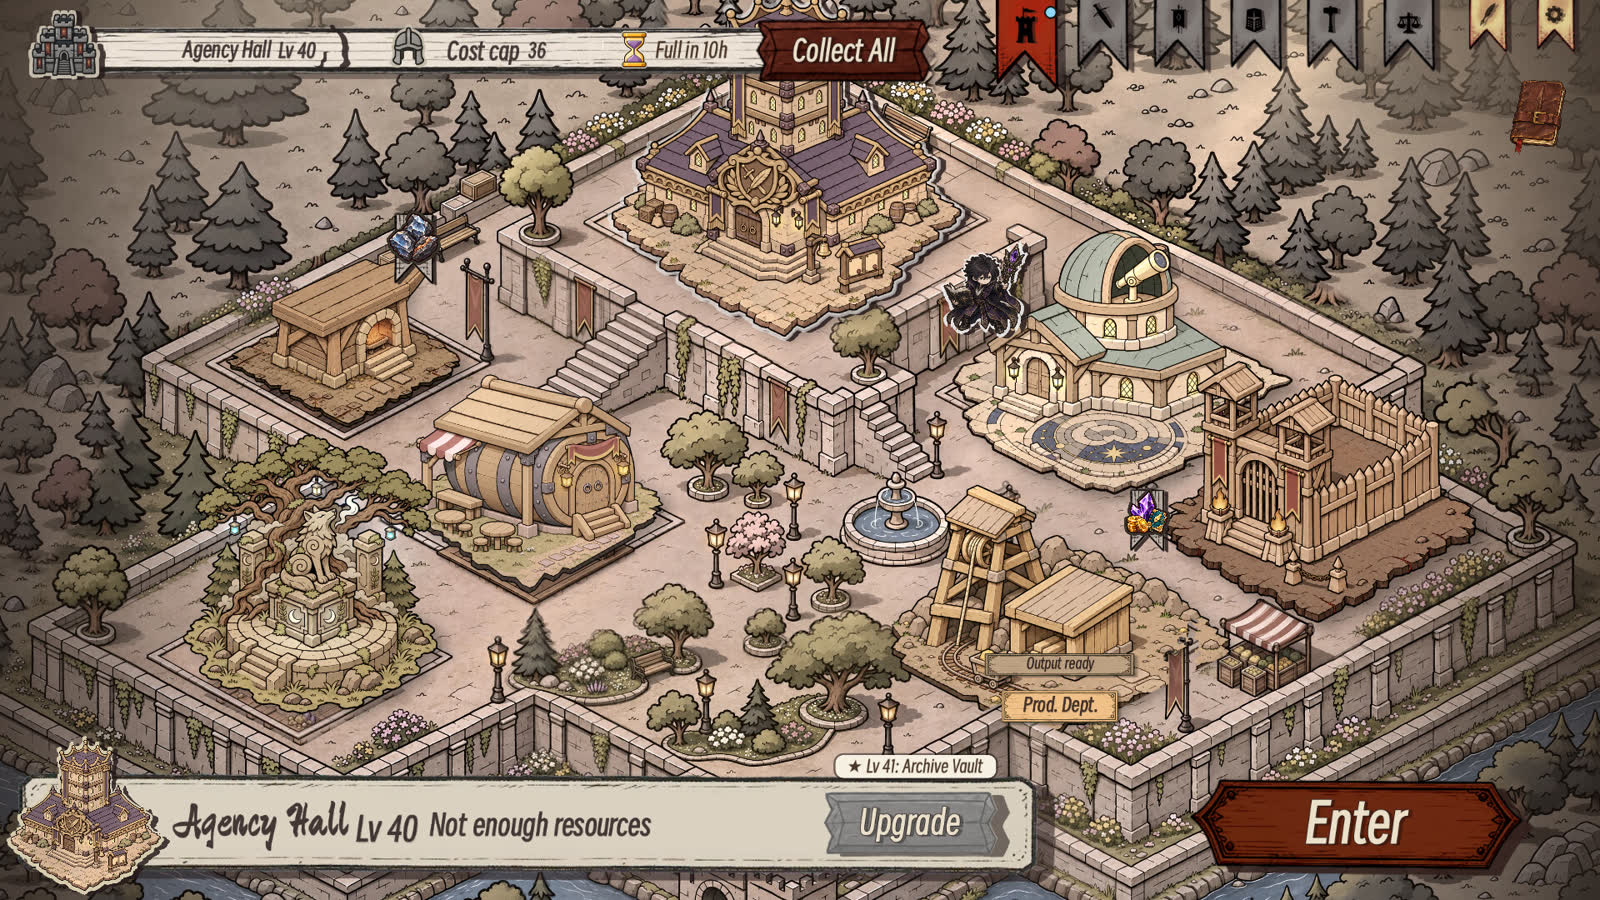 Agency Hall Lv 40
Cost cap 36
Full in 10h
Collect All
Output ready
Prod. Dept.
★ Lv 41: Archive Vault
Agency Hall Lv 40 Not enough resources
Upgrade
Enter